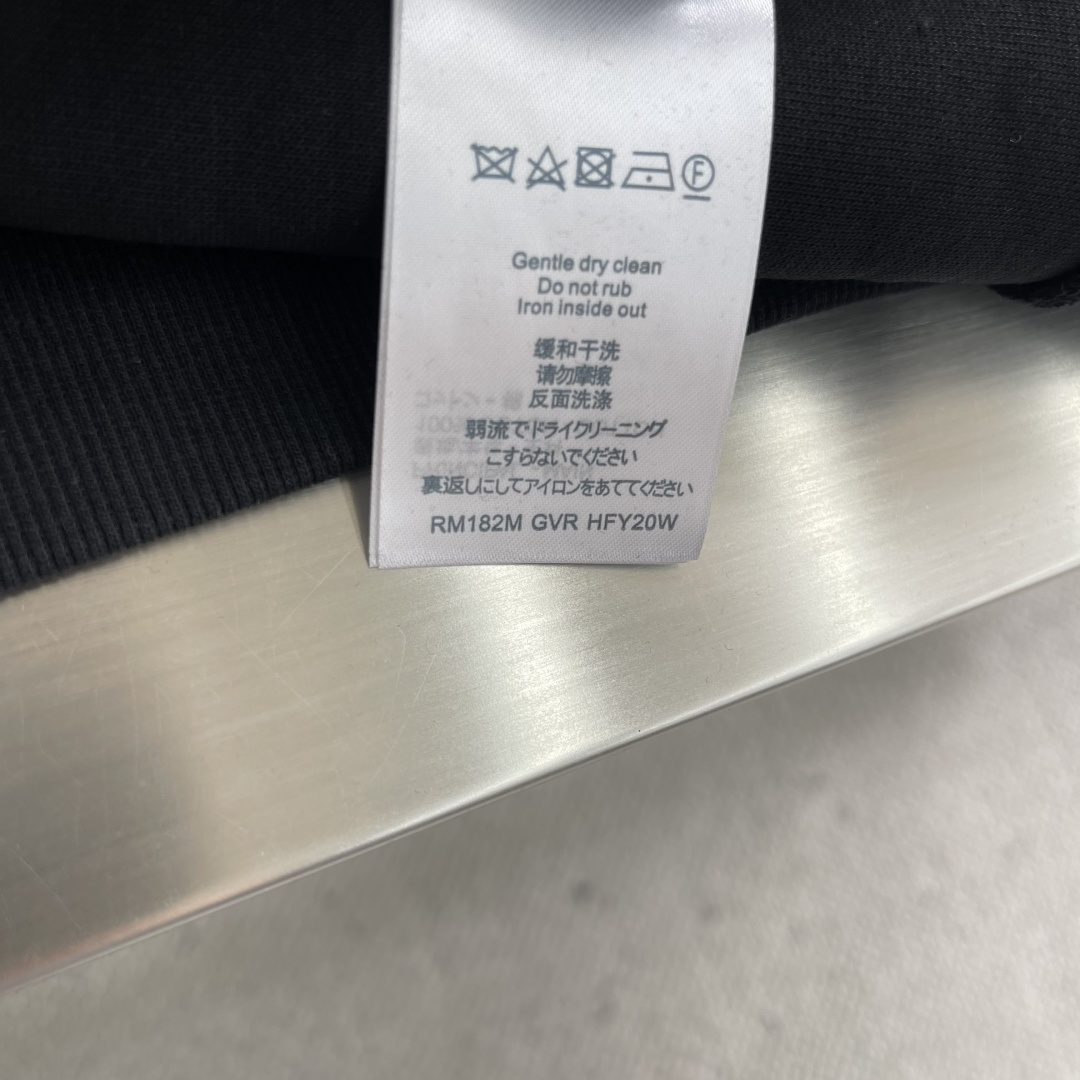 F
Gentle dry clean
Do not rub
Iron inside out
缓和干洗
请勿摩擦
反面洗涤
弱流でドライクリーニング
こすらないでください
裏返しにしてアイロンをあててください
RM182M GVR HFY20W